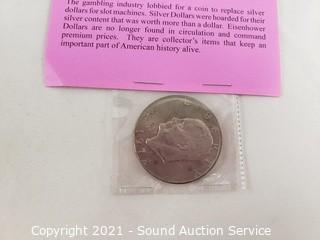 The gambling industry lobbied for a coin to replace silver
dollars for slot machines. Silver Dollars were hoarded for their
silver content that was worth more than a dollar. Eisenhower
Dollars are no longer found in circulation and command
premium prices. They are collector's items that keep an
important part of American history alive.
Copyright 2021 - Sound Auction Service